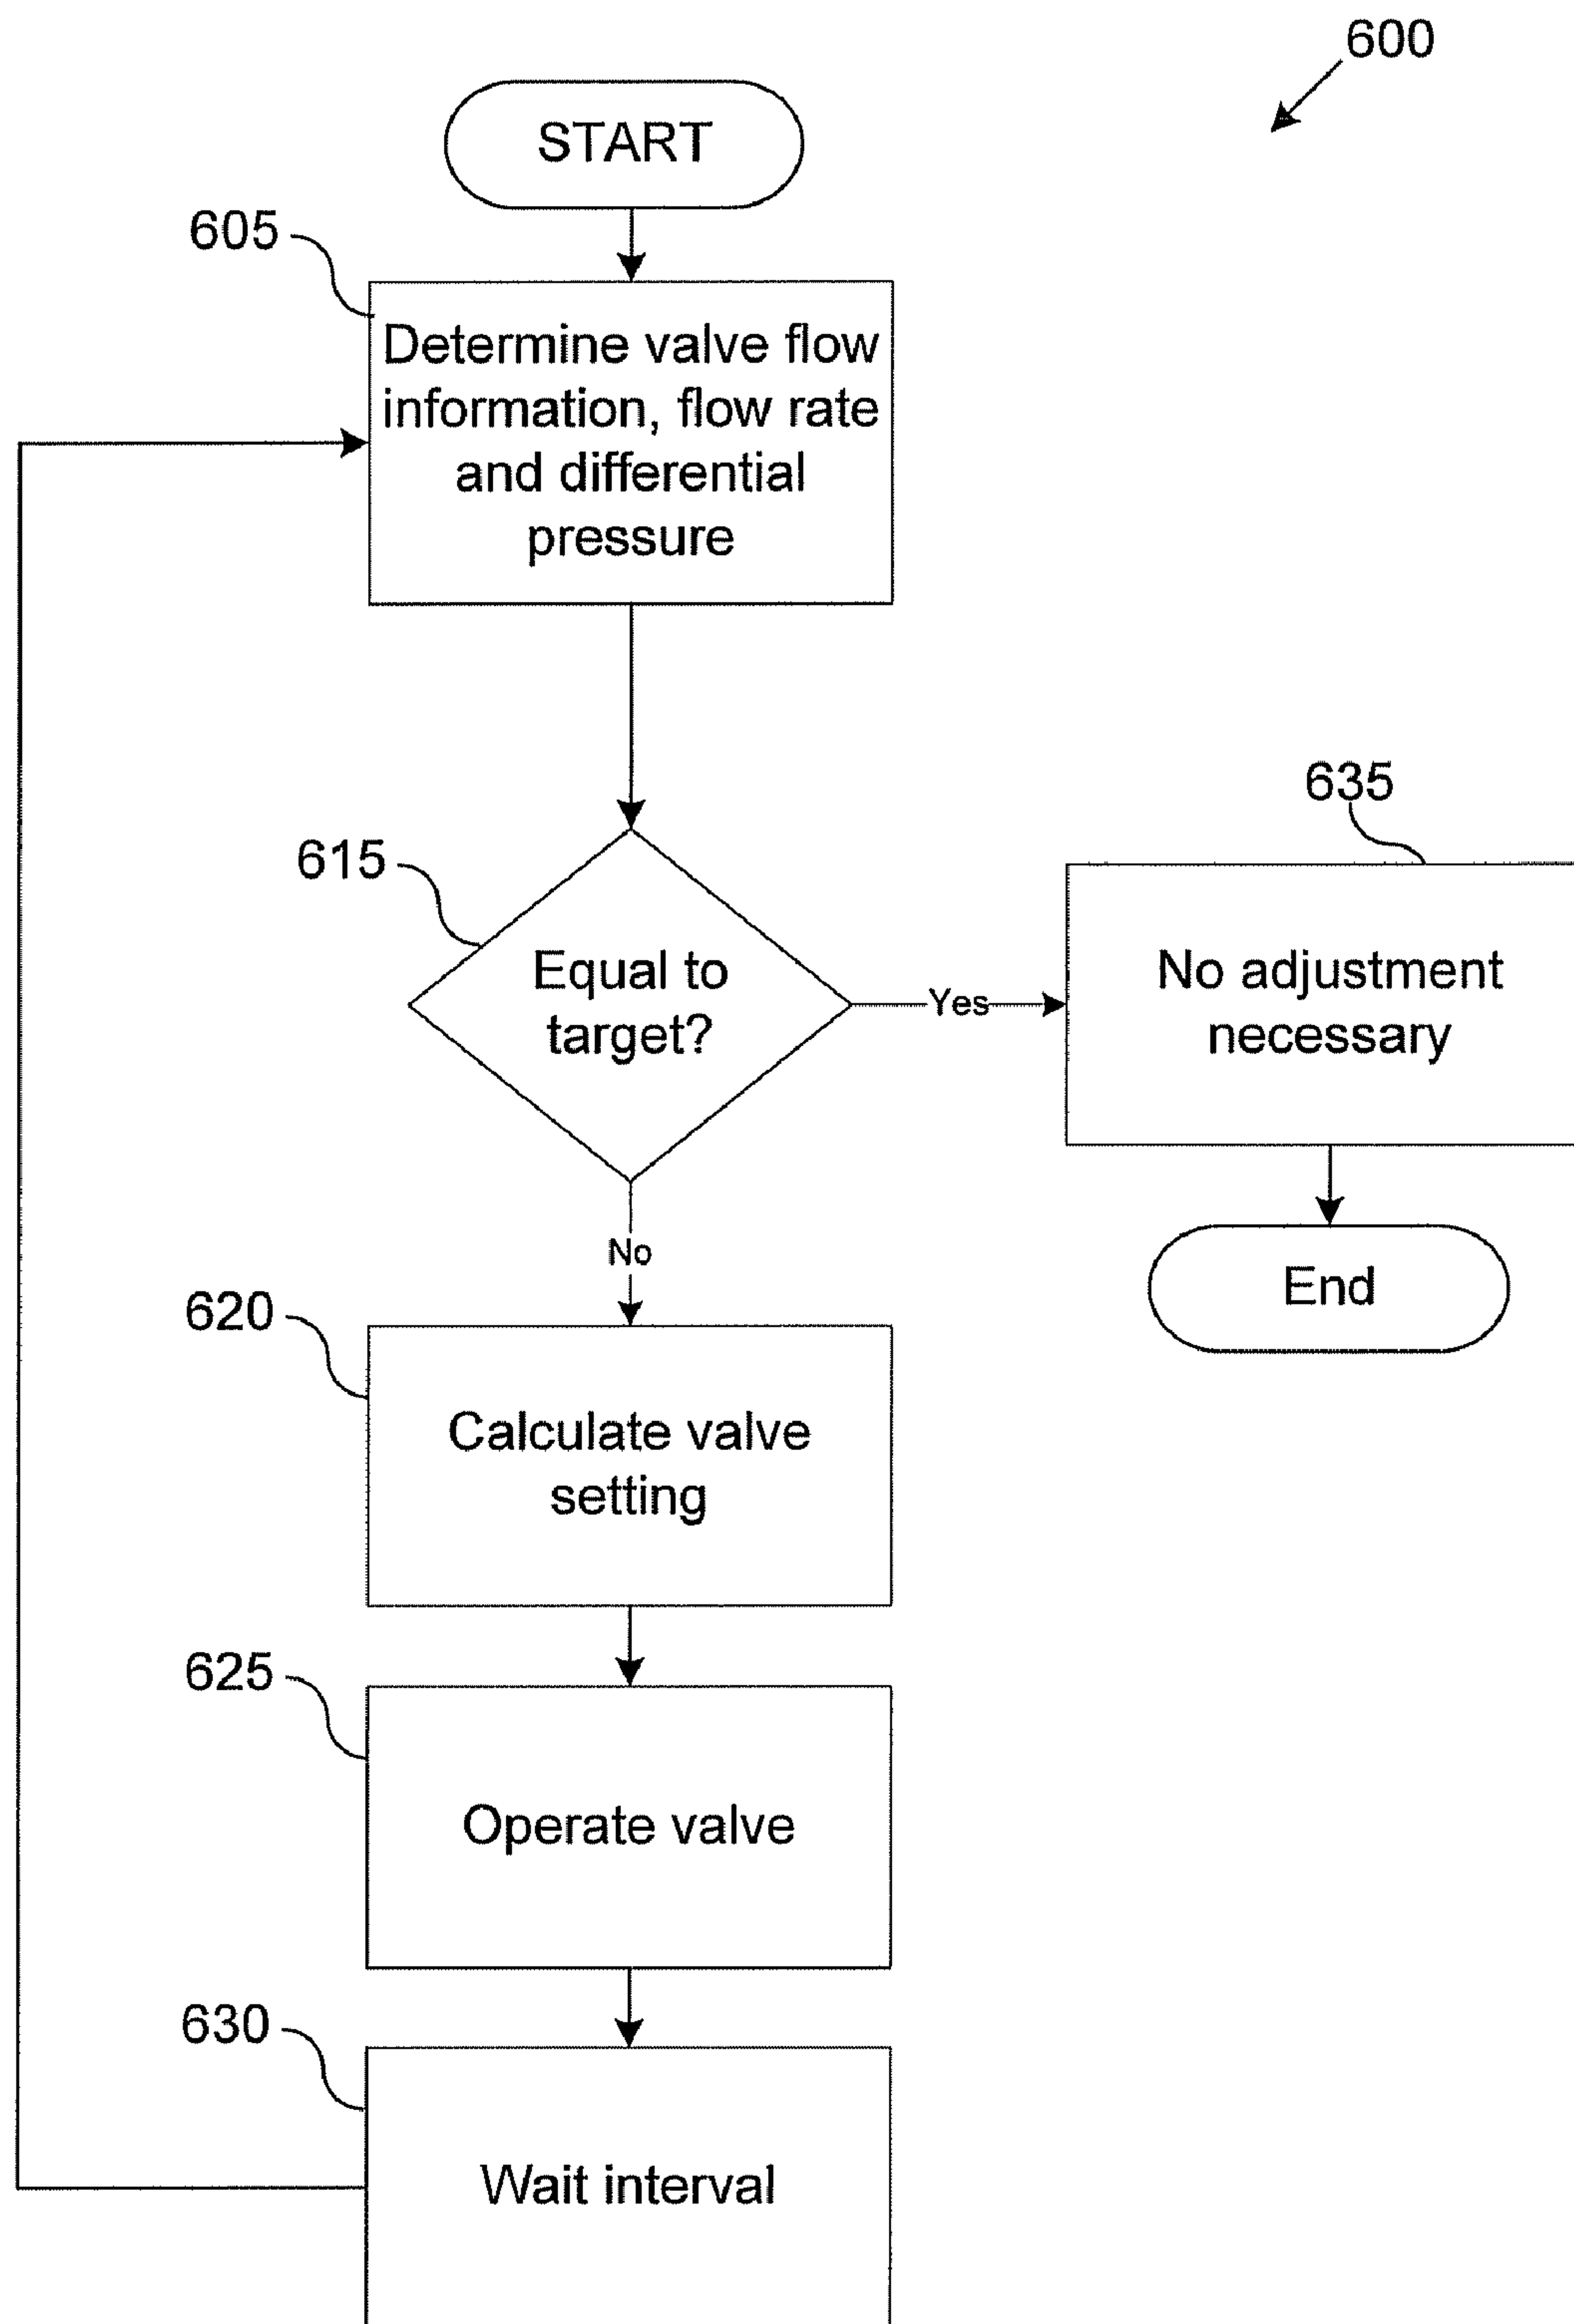 600
START
605
Determine valve flow
information, flow rate
and differential
pressure
615
Equal to
target?
Yes
635
No adjustment
necessary
End
No
620
Calculate valve
setting
625
Operate valve
630
Wait interval